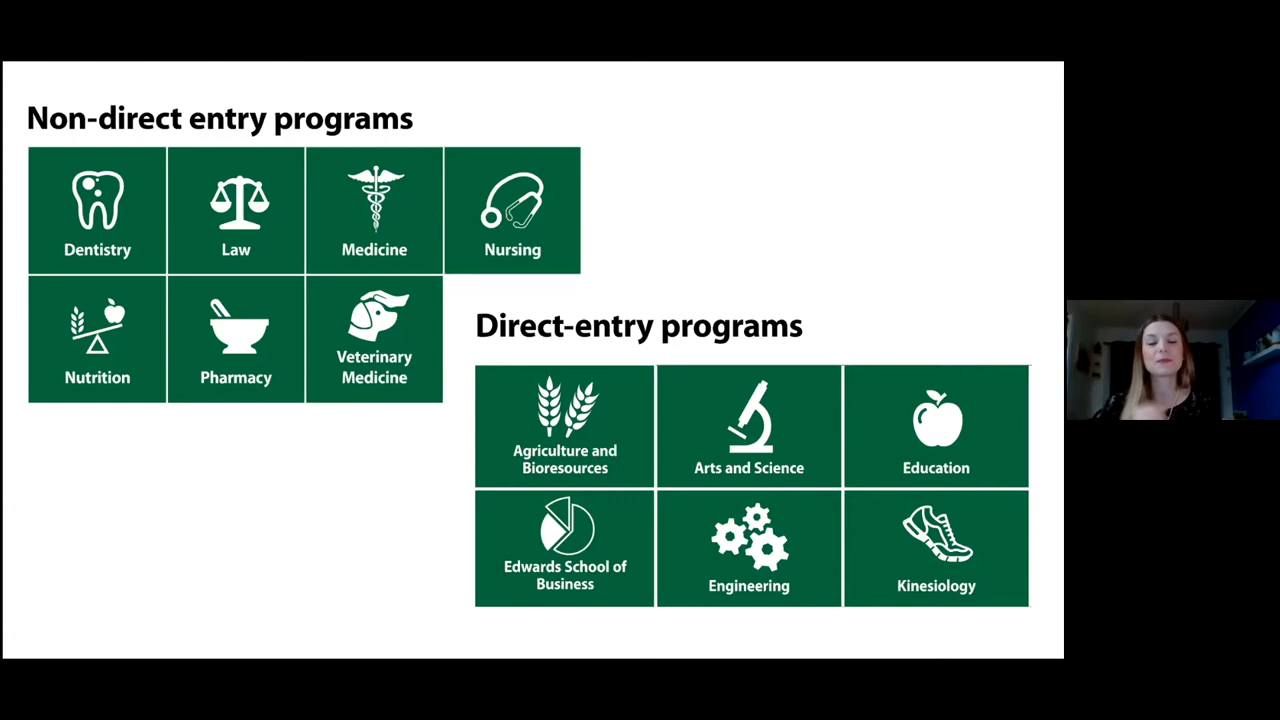 Non-direct entry programs
Dentistry
Law
Medicine
Nursing
Nutrition
Pharmacy
Veterinary
Medicine
Direct-entry programs
Agriculture and
Bioresources
Arts and Science
Education
Edwards School of
Business
Engineering
Kinesiology